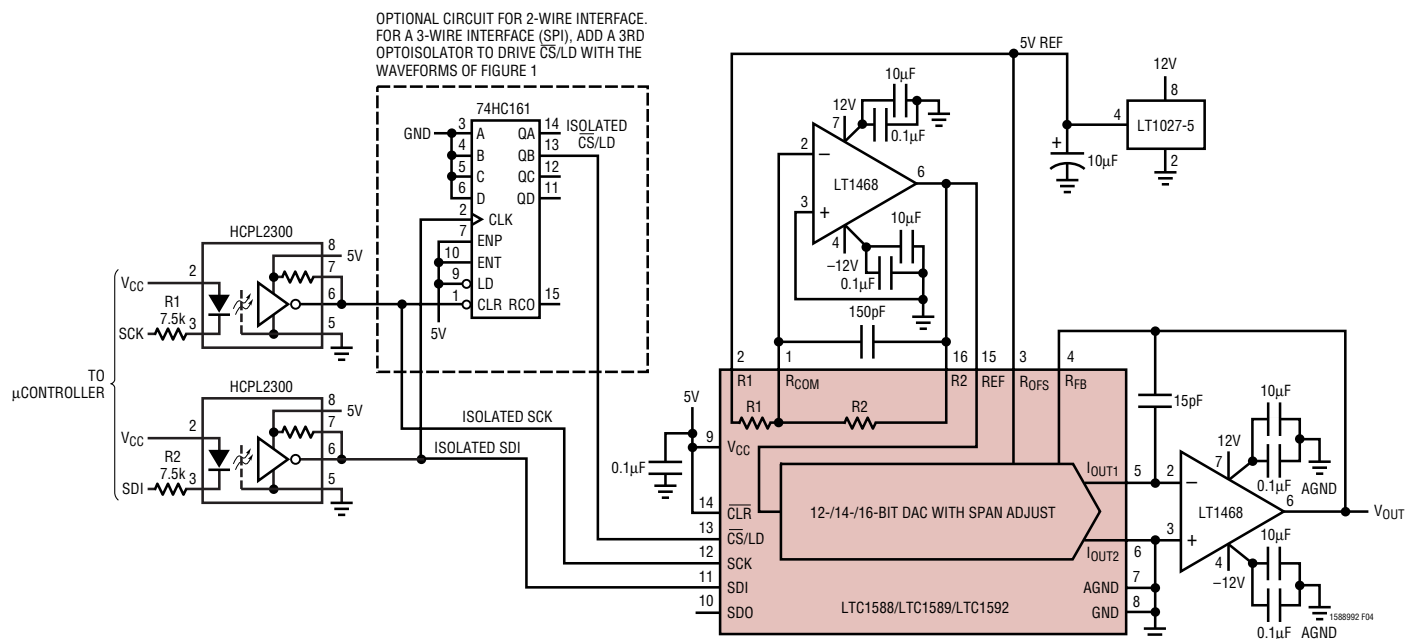 OPTIONAL CIRCUIT FOR 2-WIRE INTERFACE.
FOR A 3-WIRE INTERFACE (SPI), ADD A 3RD
OPTOISOLATOR TO DRIVE C̅S̅/LD WITH THE
WAVEFORMS OF FIGURE 1
74HC161
GND
3 A
4 B
5 C
6 D
2 CLK
7 ENP
10 ENT
9 LD
1 CLR
5V
QA 14
QB 13
QC 12
QD 11
RCO 15
ISOLATED
C̅S̅/LD
HCPL2300
VCC
2
R1
7.5k
3
SCK
8
5V
7
6
5
TO
µCONTROLLER
HCPL2300
VCC
2
R2
7.5k
3
SDI
8
5V
7
6
5
ISOLATED SCK
ISOLATED SDI
5V REF
12V
8
4
LT1027-5
2
+
10µF
10µF
12V
7
0.1µF
2
−
LT1468
6
3
+
4
−12V
10µF
0.1µF
150pF
2
1
16
15
3
4
R1
RCOM
R2
REF
ROFS
RFB
R1
R2
5V
9
VCC
0.1µF
14
C̅L̅R̅
13
C̅S̅/LD
12
SCK
11
SDI
10
SDO
12-/14-/16-BIT DAC WITH SPAN ADJUST
LTC1588/LTC1589/LTC1592
IOUT1
5
IOUT2
6
AGND
7
GND
8
15pF
10µF
12V
7
0.1µF
AGND
2
−
LT1468
6
3
+
VOUT
4
−12V
10µF
0.1µF
AGND
1588992 F04